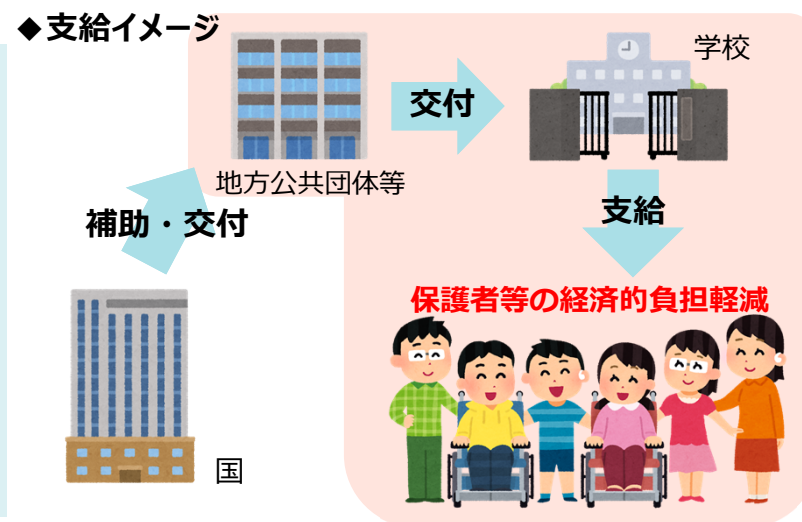 ◆支給イメージ
学校
交付
地方公共団体等
補助・交付
支給
保護者等の経済的負担軽減
国